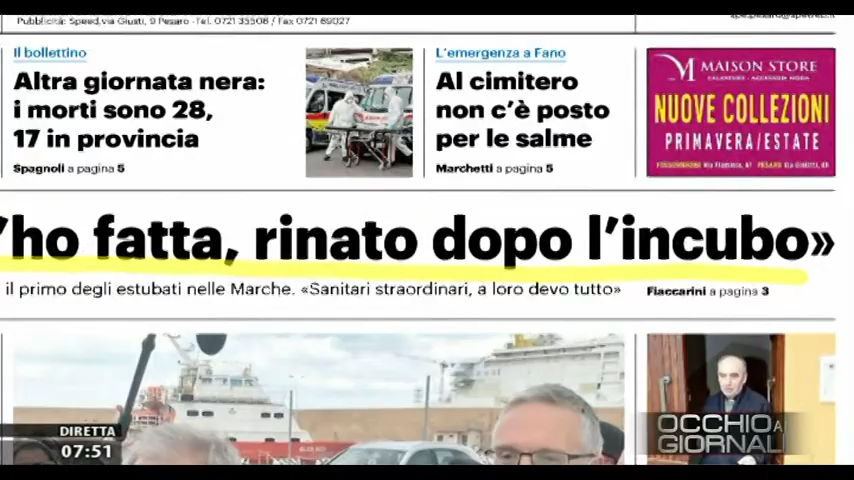 Pubblicità: Speed, via Giusti, 9 Pesaro - Tel. 0721 35508 / Fax 0721 69027
Il bollettino
Altra giornata nera:
i morti sono 28,
17 in provincia
Spagnoli a pagina 5
L'emergenza a Fano
Al cimitero
non c'è posto
per le salme
Marchetti a pagina 5
MAISON STORE
NUOVE COLLEZIONI
PRIMAVERA/ESTATE
'ho fatta, rinato dopo l'incubo»
il primo degli estubati nelle Marche. «Sanitari straordinari, a loro devo tutto»
Fiaccarini a pagina 3
DIRETTA
07:51
OCCHIO AI
GIORNALI